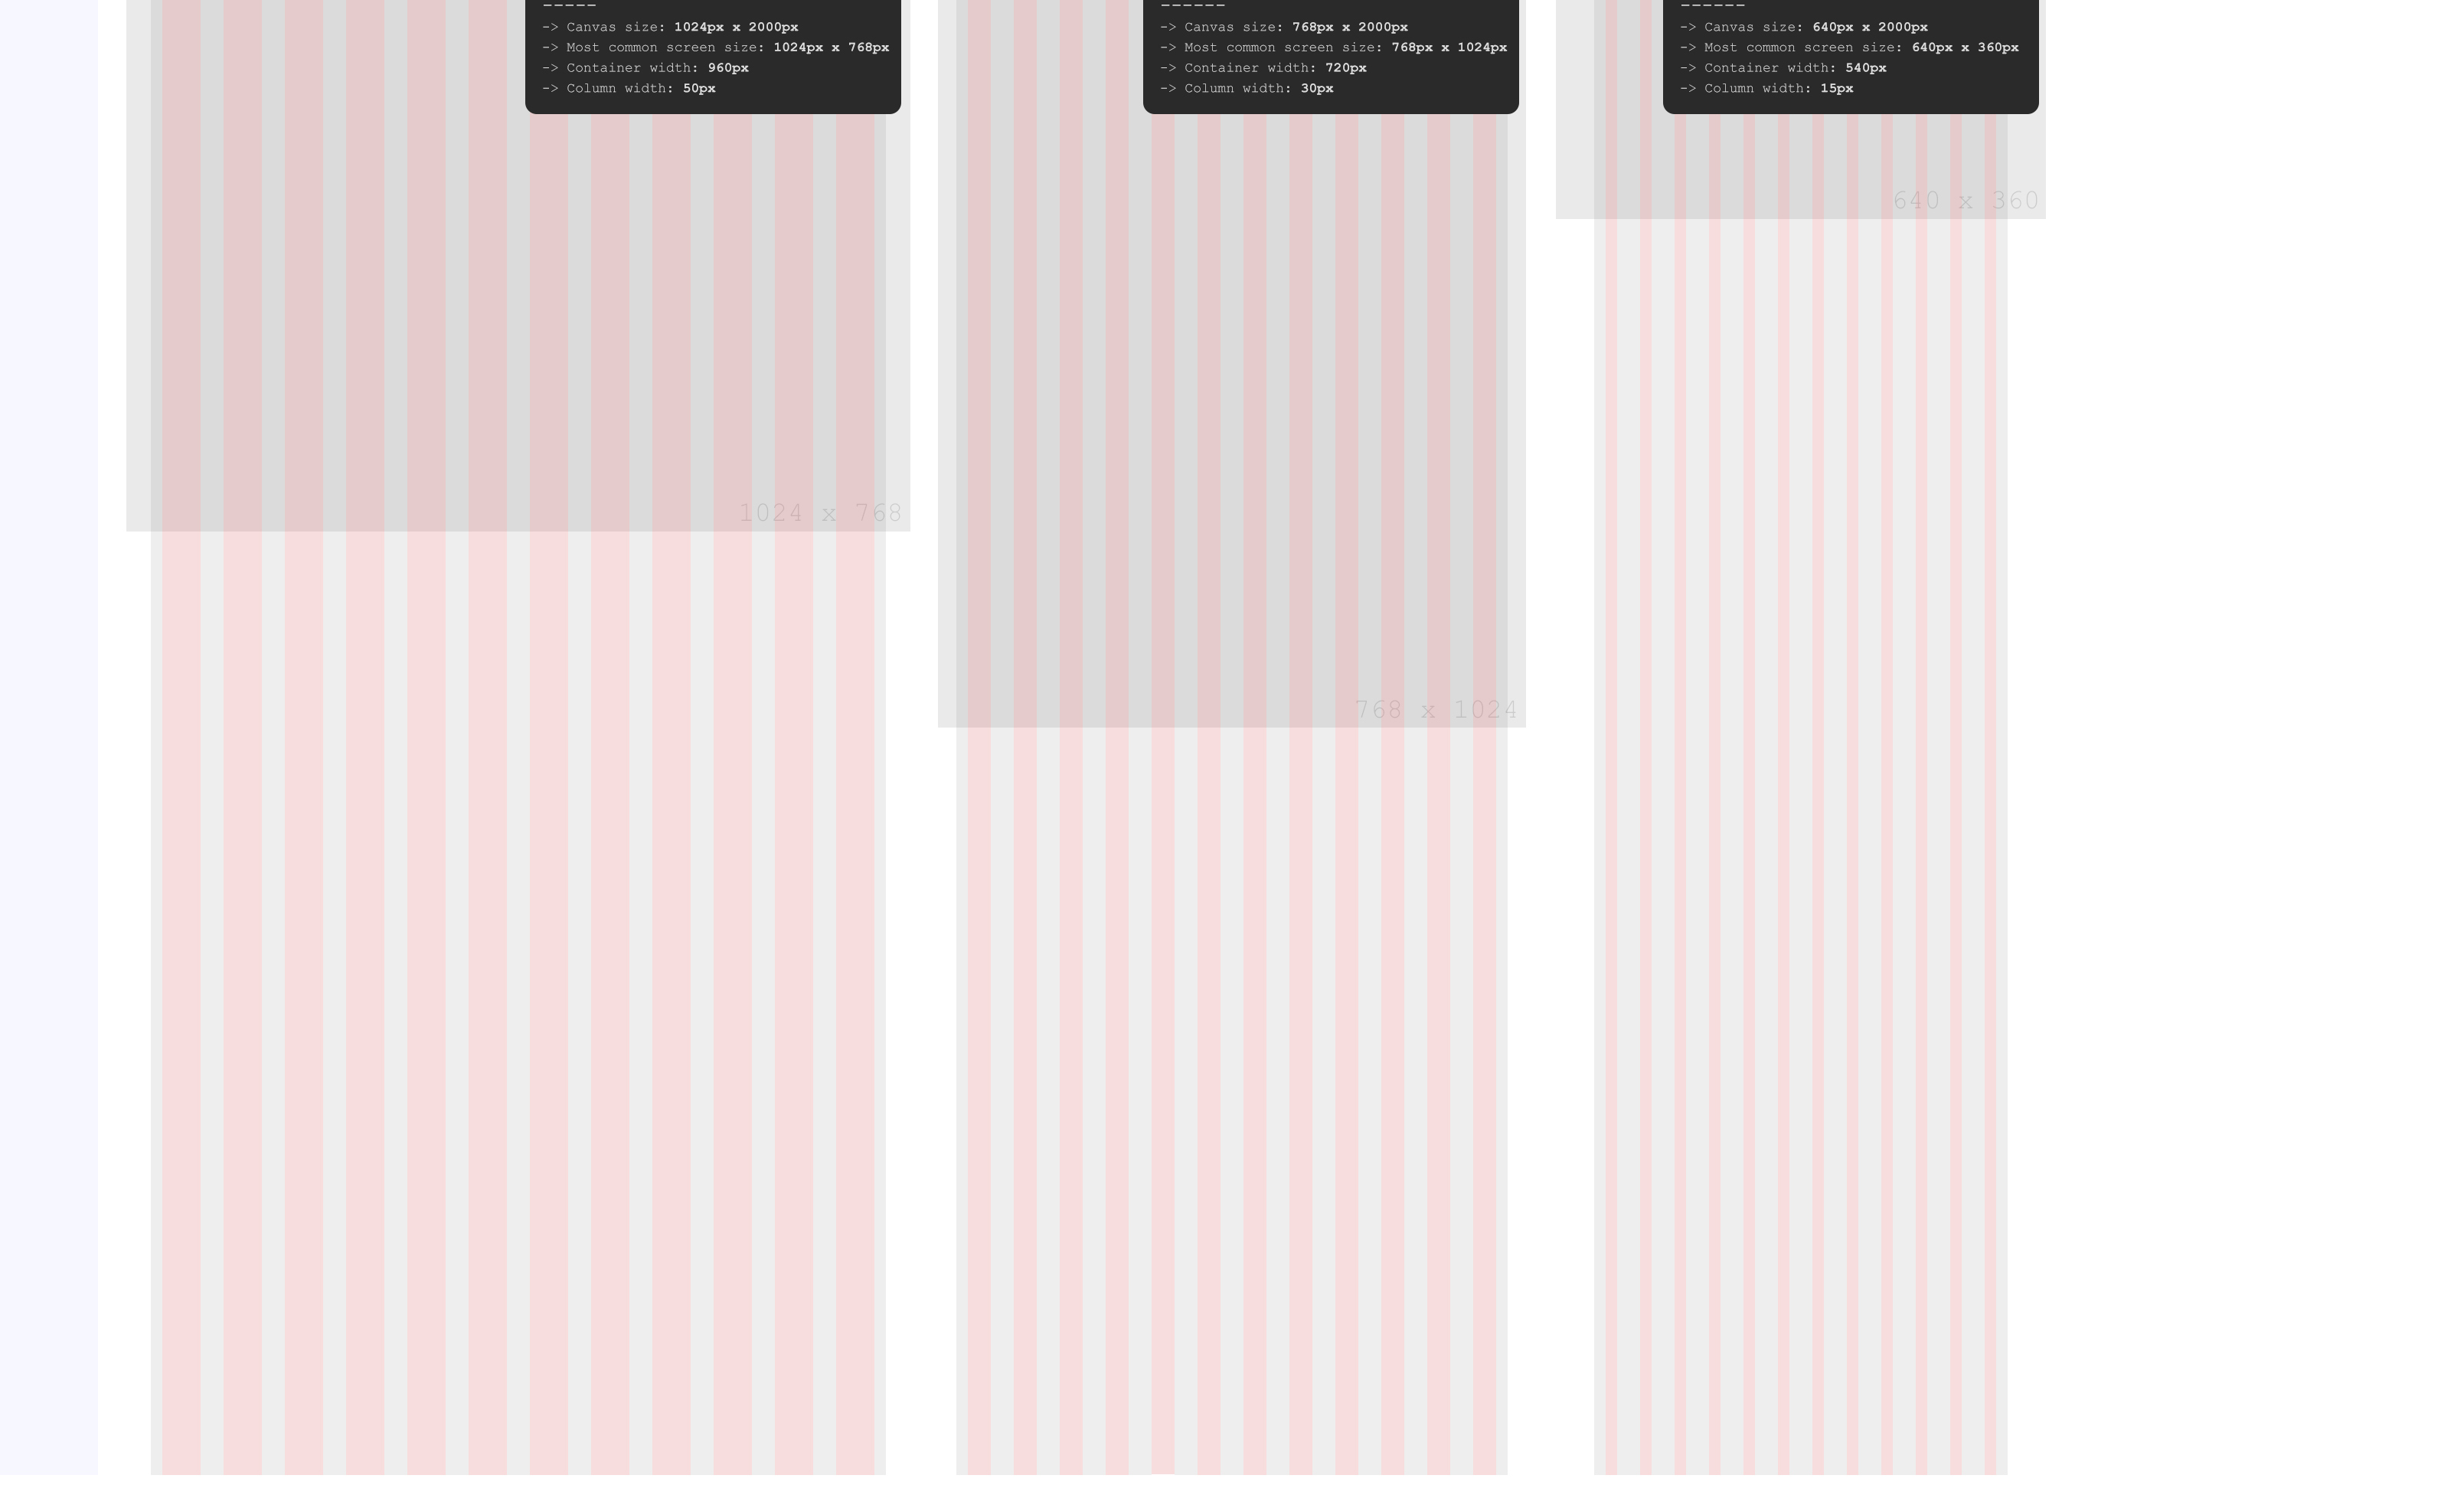 -----
-> Canvas size: 1024px x 2000px
-> Most common screen size: 1024px x 768px
-> Container width: 960px
-> Column width: 50px
1024 x 768
------
-> Canvas size: 768px x 2000px
-> Most common screen size: 768px x 1024px
-> Container width: 720px
-> Column width: 30px
768 x 1024
------
-> Canvas size: 640px x 2000px
-> Most common screen size: 640px x 360px
-> Container width: 540px
-> Column width: 15px
640 x 360